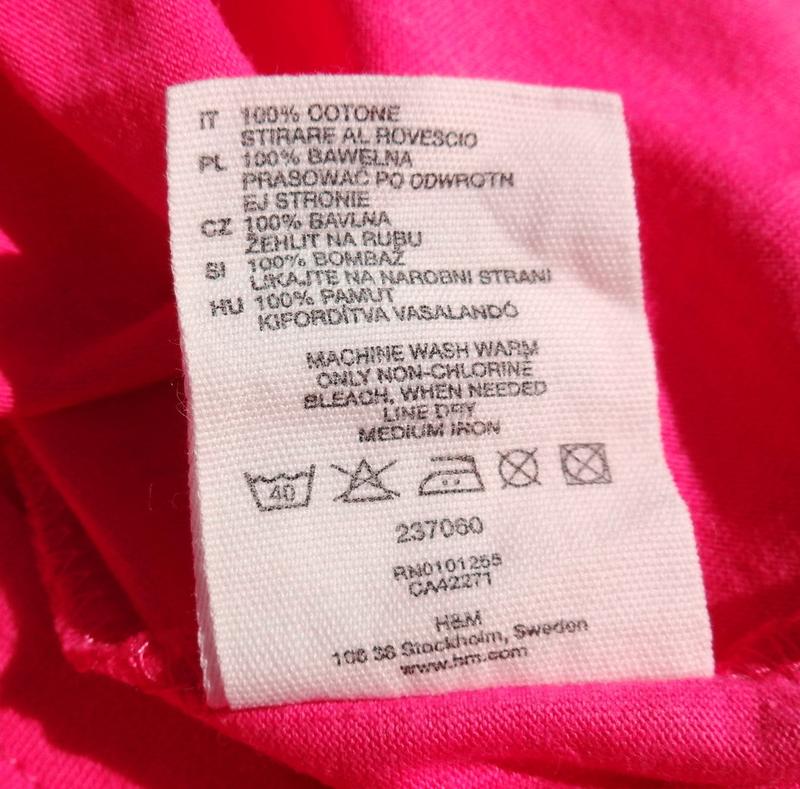 IT 100% COTONE
STIRARE AL ROVESCIO
PL 100% BAWEŁNA
PRASOWAĆ PO ODWROTN
EJ STRONIE
CZ 100% BAVLNA
ŽEHLIT NA RUBU
SI 100% BOMBAŽ
LIKAJTE NA NAROBNI STRANI
HU 100% PAMUT
KIFORDÍTVA VASALANDÓ
MACHINE WASH WARM
ONLY NON-CHLORINE
BLEACH, WHEN NEEDED
LINE DRY
MEDIUM IRON
40
237060
RN0101255
CA42271
H&M
106 38 Stockholm, Sweden
www.hm.com